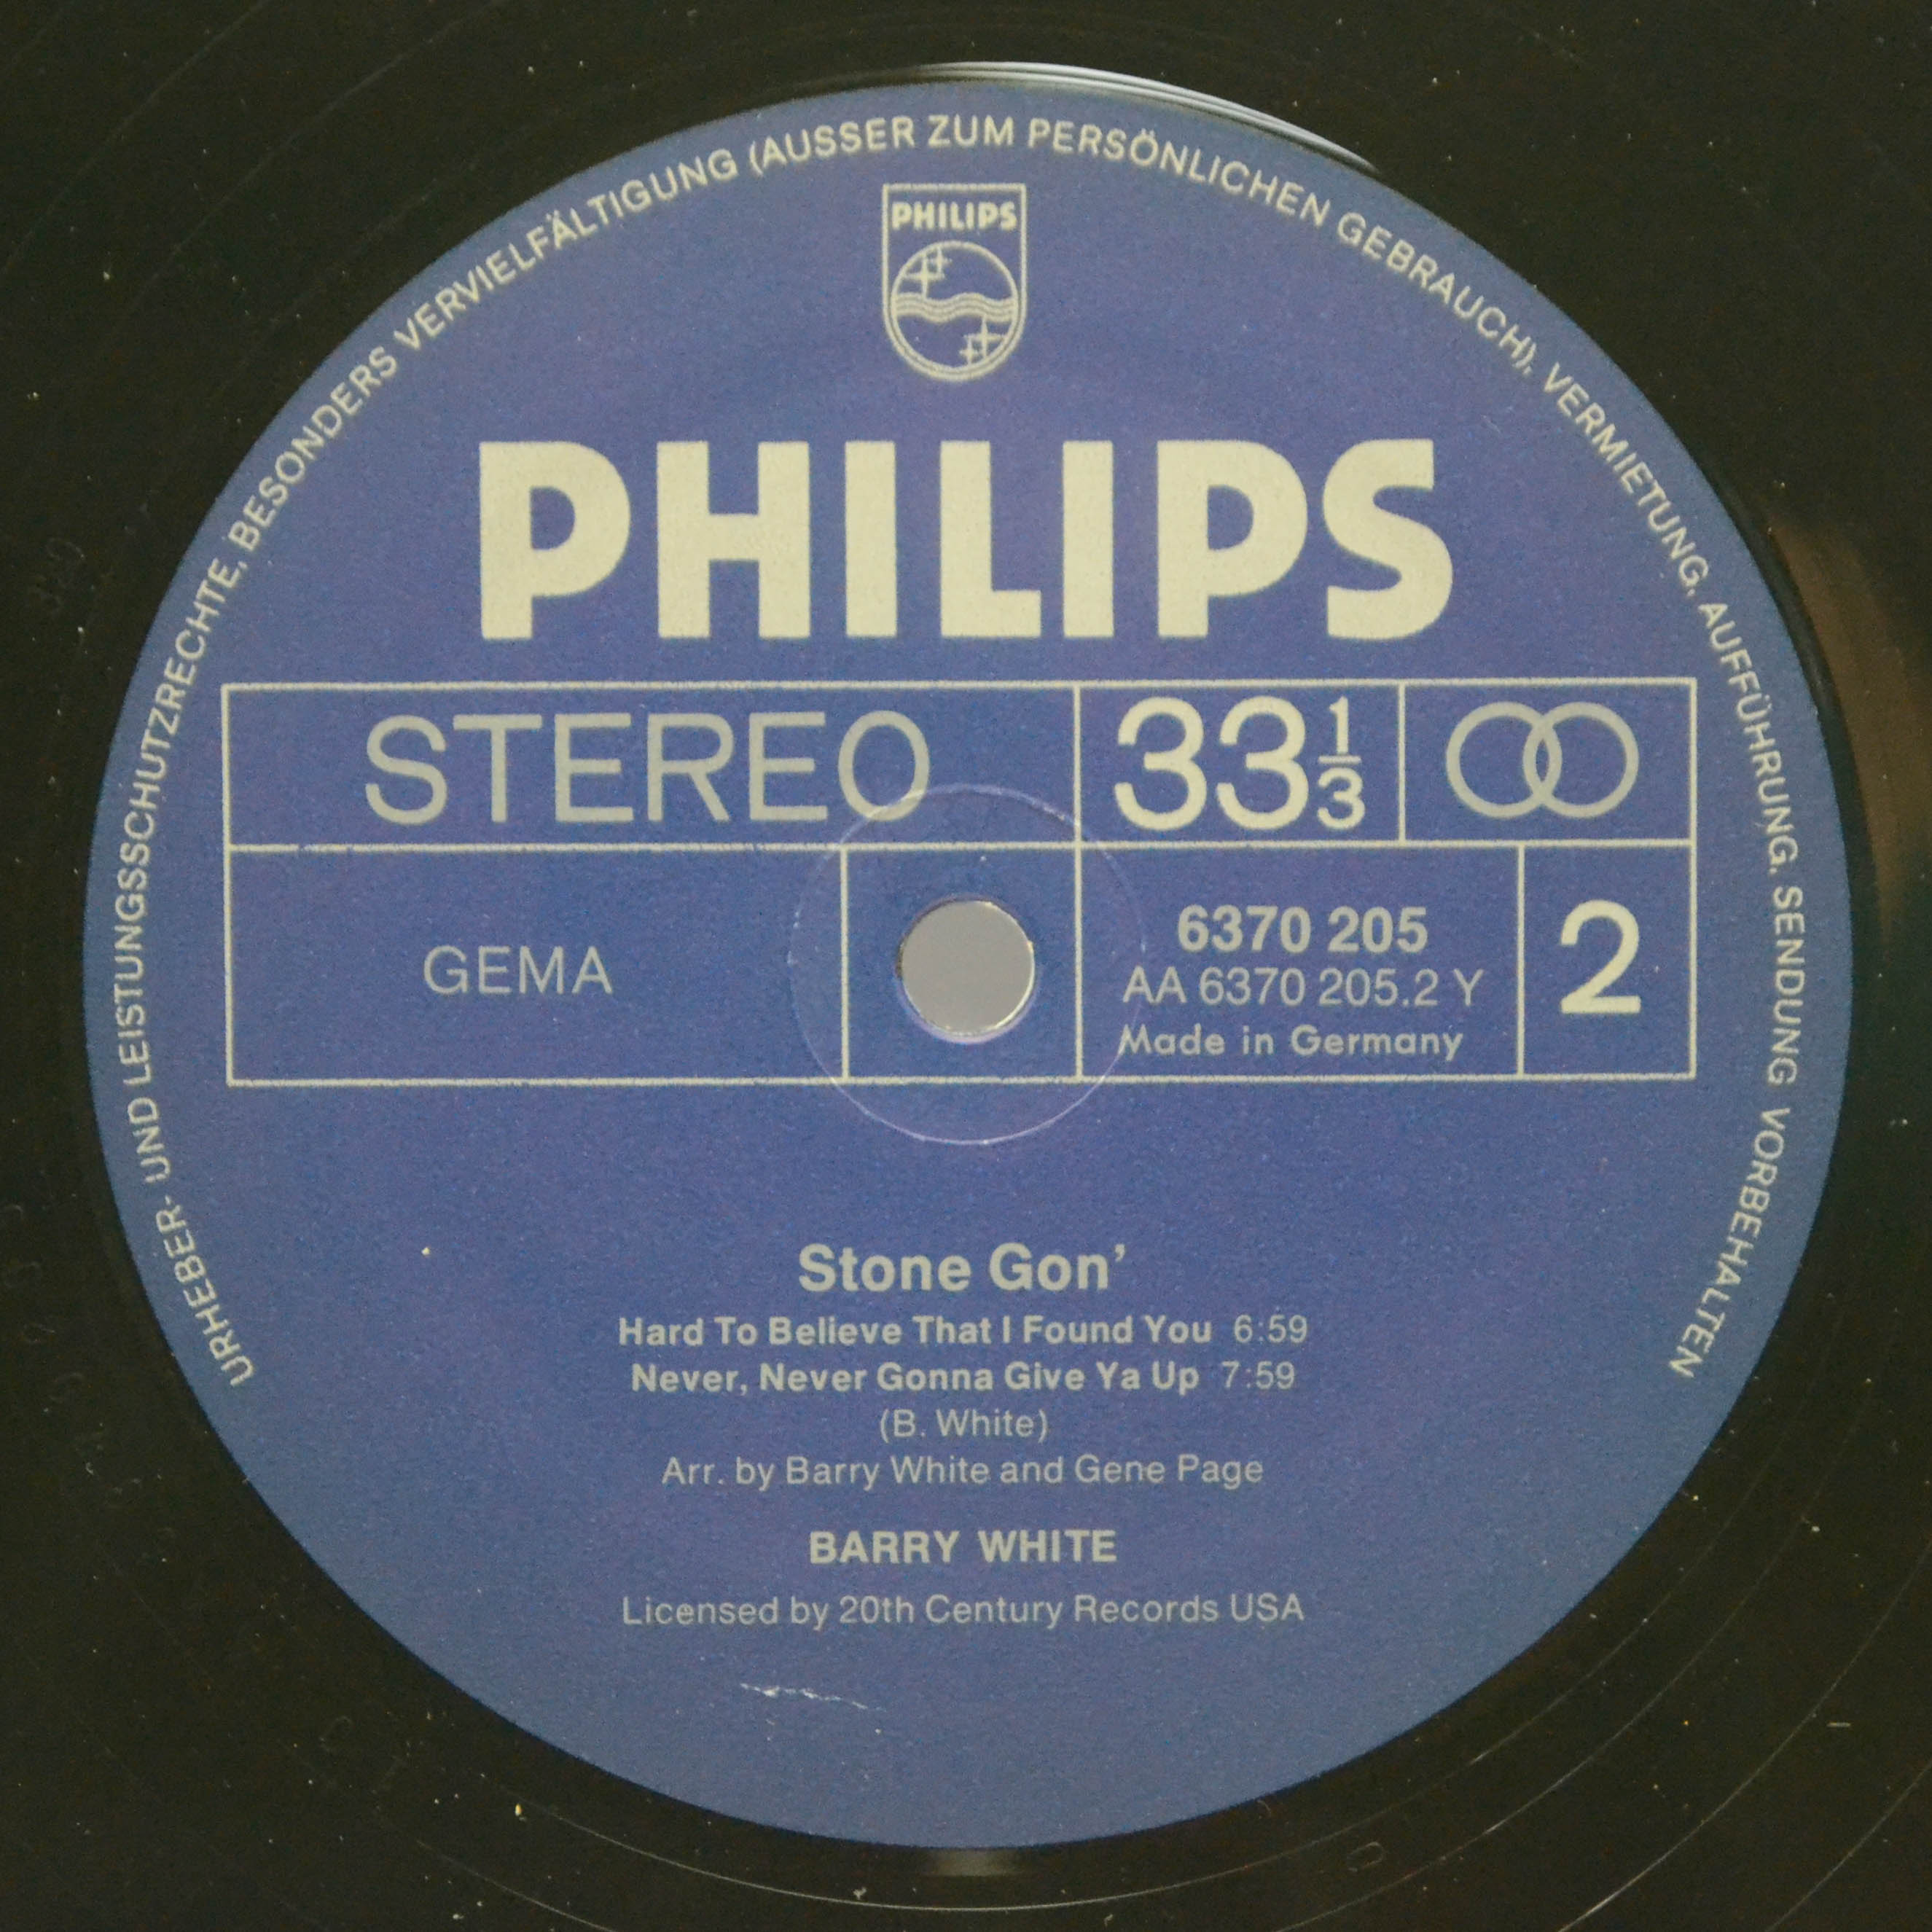 URHEBER- UND LEISTUNGSSCHUTZRECHTE, BESONDERS VERVIELFÄLTIGUNG (AUSSER ZUM PERSÖNLICHEN GEBRAUCH), VERMIETUNG, AUFFÜHRUNG, SENDUNG VORBEHALTEN
PHILIPS
PHILIPS
STEREO 33 1/3
GEMA
6370 205
AA 6370 205.2 Y
Made in Germany
2
Stone Gon’
Hard To Believe That I Found You 6:59
Never, Never Gonna Give Ya Up 7:59
(B. White)
Arr. by Barry White and Gene Page
BARRY WHITE
Licensed by 20th Century Records USA